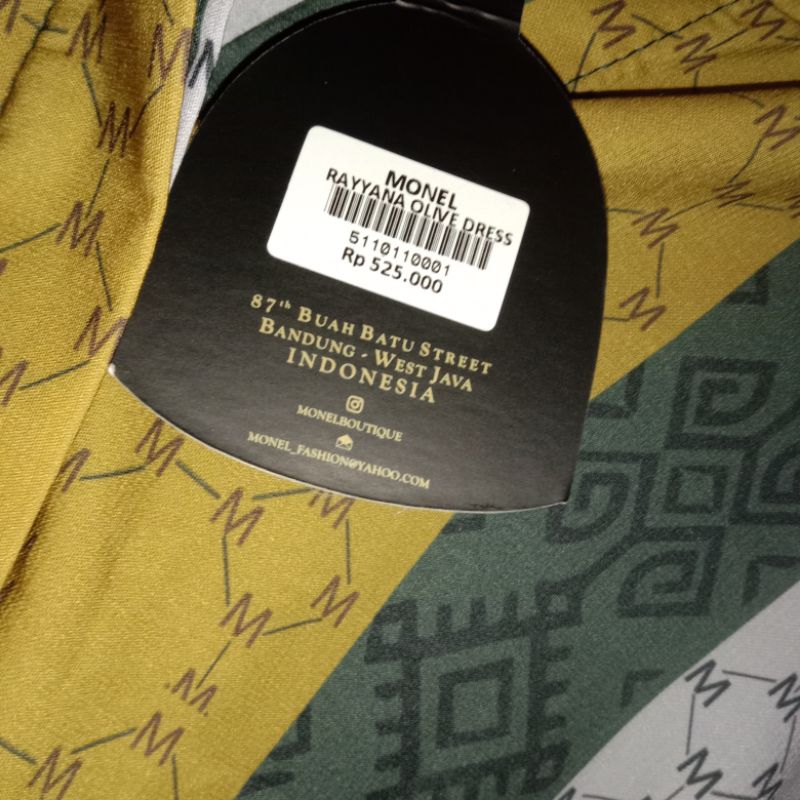 MONEL
RAYYANA OLIVE DRESS
5110110001
Rp 525.000
87th BUAH BATU STREET
BANDUNG - WEST JAVA
INDONESIA
MONELBOUTIQUE
MONEL_FASHION@YAHOO.COM